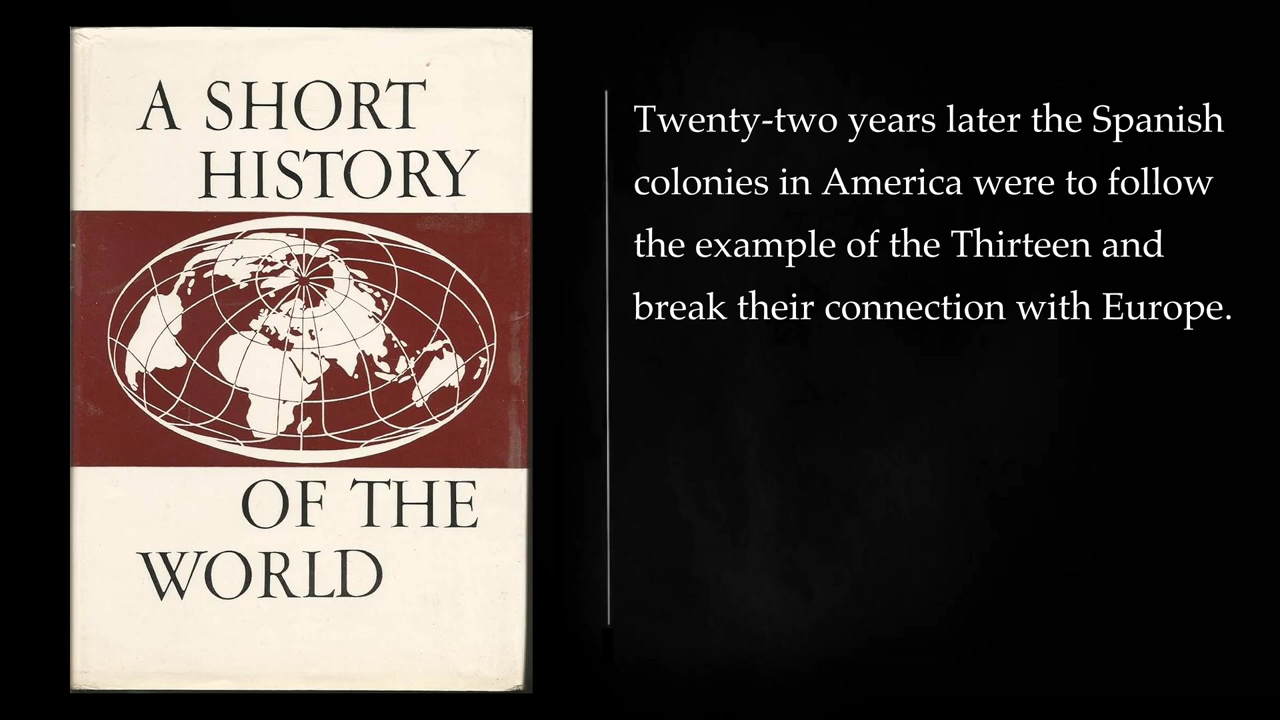 A SHORT
HISTORY
OF THE
WORLD
Twenty-two years later the Spanish
colonies in America were to follow
the example of the Thirteen and
break their connection with Europe.